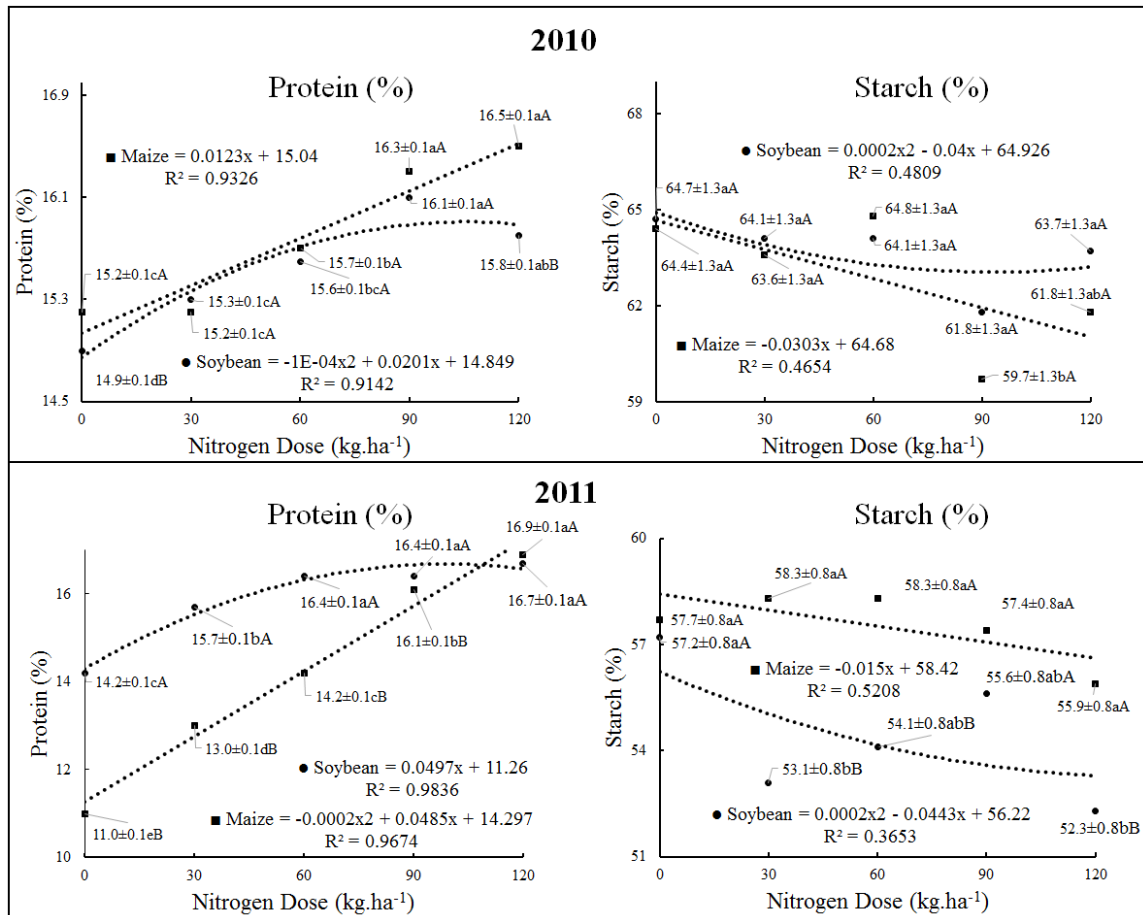 2010
Protein (%)
16.9
16.1
15.3
14.5
Protein (%)
■ Maize = 0.0123x + 15.04
R² = 0.9326
16.5±0.1aA
16.3±0.1aA
16.1±0.1aA
15.2±0.1cA
15.7±0.1bA
15.8±0.1abB
15.3±0.1cA
15.6±0.1bcA
15.2±0.1cA
14.9±0.1dB
● Soybean = -1E-04x2 + 0.0201x + 14.849
R² = 0.9142
0 30 60 90 120
Nitrogen Dose (kg.ha⁻¹)
Starch (%)
68
65
62
59
Starch (%)
● Soybean = 0.0002x2 - 0.04x + 64.926
R² = 0.4809
64.7±1.3aA
64.1±1.3aA
64.8±1.3aA
63.7±1.3aA
64.1±1.3aA
64.4±1.3aA
63.6±1.3aA
61.8±1.3aA
61.8±1.3abA
■ Maize = -0.0303x + 64.68
R² = 0.4654
59.7±1.3bA
0 30 60 90 120
Nitrogen Dose (kg.ha⁻¹)
2011
Protein (%)
16
14
12
10
Protein (%)
16.9±0.1aA
16.4±0.1aA
16.4±0.1aA
16.7±0.1aA
15.7±0.1bA
16.1±0.1bB
14.2±0.1cA
14.2±0.1cB
13.0±0.1dB
11.0±0.1eB
● Soybean = 0.0497x + 11.26
R² = 0.9836
■ Maize = -0.0002x2 + 0.0485x + 14.297
R² = 0.9674
0 30 60 90 120
Nitrogen Dose (kg.ha⁻¹)
Starch (%)
60
57
54
51
Starch (%)
58.3±0.8aA
58.3±0.8aA
57.4±0.8aA
57.7±0.8aA
57.2±0.8aA
■ Maize = -0.015x + 58.42
R² = 0.5208
55.6±0.8abA
55.9±0.8aA
54.1±0.8abB
53.1±0.8bB
● Soybean = 0.0002x2 - 0.0443x + 56.22
R² = 0.3653
52.3±0.8bB
0 30 60 90 120
Nitrogen Dose (kg.ha⁻¹)